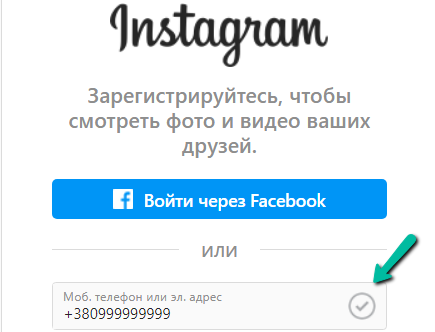 Instagram
Зарегистрируйтесь, чтобы
смотреть фото и видео ваших
друзей.
Войти через Facebook
ИЛИ
Моб. телефон или эл. адрес
+380999999999